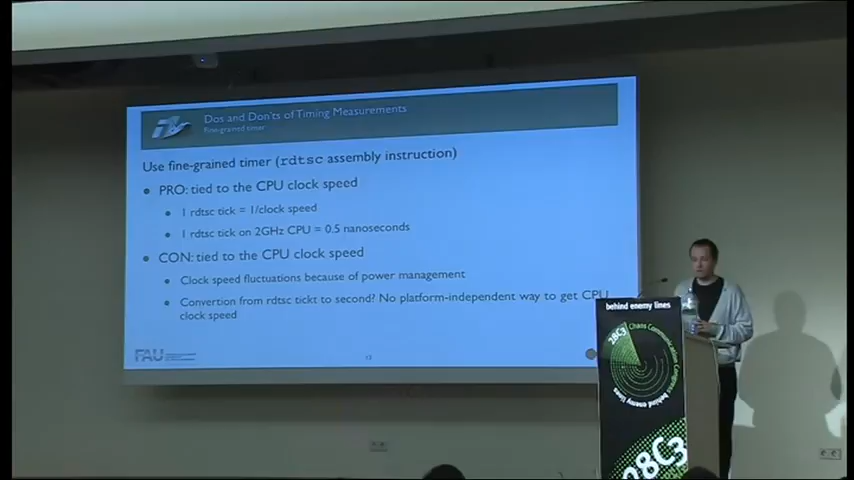 Dos and Don'ts of Timing Measurements
Fine-grained timer
Use fine-grained timer (rdtsc assembly instruction)
PRO: tied to the CPU clock speed
1 rdtsc tick = 1/clock speed
1 rdtsc tick on 2GHz CPU = 0.5 nanoseconds
CON: tied to the CPU clock speed
Clock speed fluctuations because of power management
Convertion from rdtsc tickt to second? No platform-independent way to get CPU
clock speed
FAU
behind enemy lines
28C3
Chaos Communication Congress
behind enemy lines
28C3